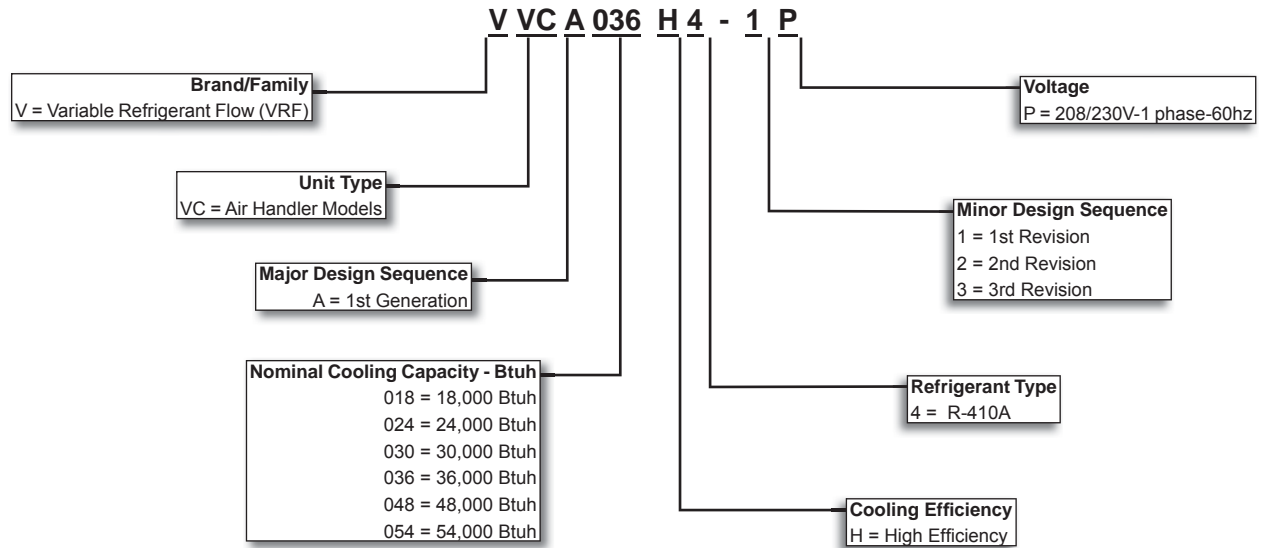 V VC A 036 H 4 - 1 P
Brand/Family
V = Variable Refrigerant Flow (VRF)
Unit Type
VC = Air Handler Models
Major Design Sequence
A = 1st Generation
Nominal Cooling Capacity - Btuh
018 = 18,000 Btuh
024 = 24,000 Btuh
030 = 30,000 Btuh
036 = 36,000 Btuh
048 = 48,000 Btuh
054 = 54,000 Btuh
Voltage
P = 208/230V-1 phase-60hz
Minor Design Sequence
1 = 1st Revision
2 = 2nd Revision
3 = 3rd Revision
Refrigerant Type
4 = R-410A
Cooling Efficiency
H = High Efficiency